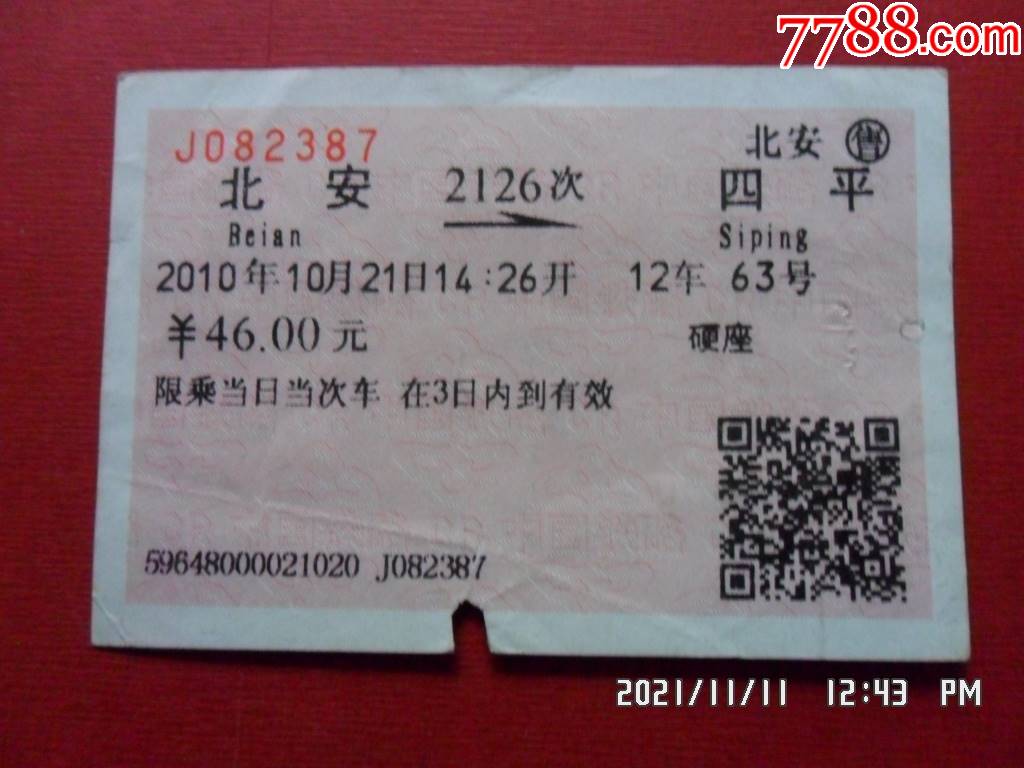 7788.com
J082387
北安 售
北安 2126次 四平
Beian Siping
2010年10月21日14:26开 12车 63号
¥46.00元 硬座
限乘当日当次车 在3日内到有效
59648000021020 J082387
2021/11/11 12:43 PM